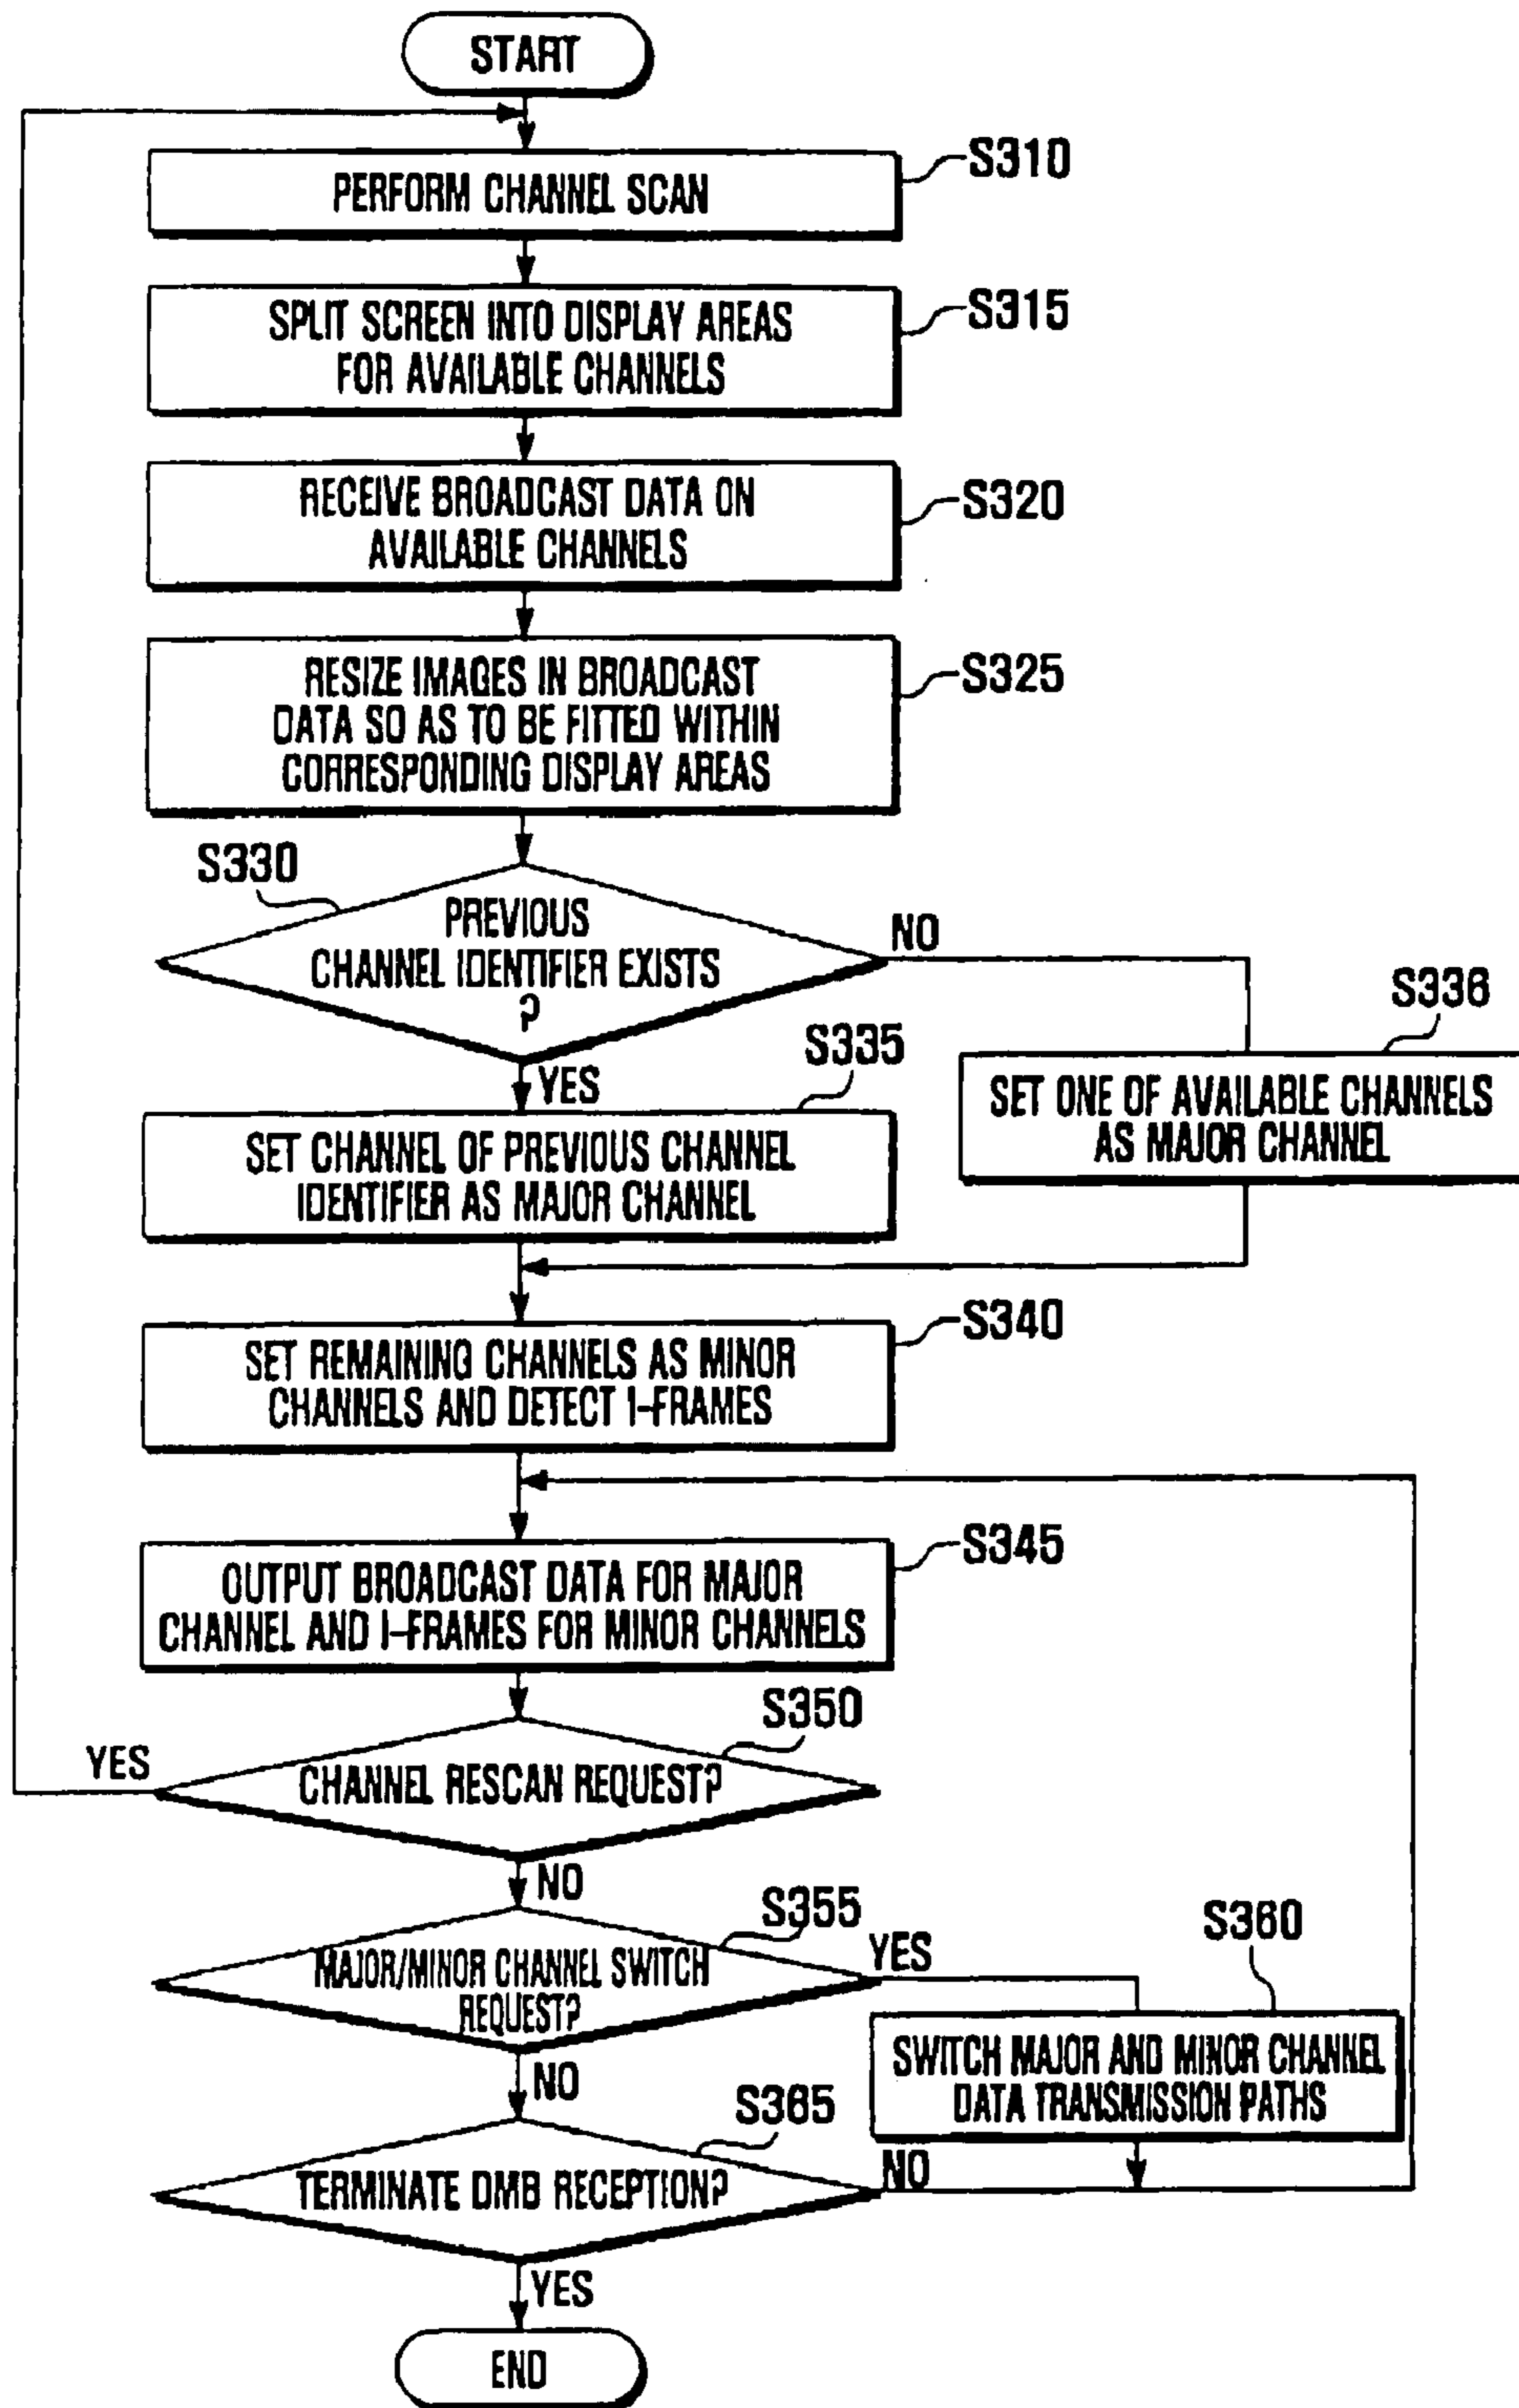 START
PERFORM CHANNEL SCAN
S310
SPLIT SCREEN INTO DISPLAY AREAS
FOR AVAILABLE CHANNELS
S315
RECEIVE BROADCAST DATA ON
AVAILABLE CHANNELS
S320
RESIZE IMAGES IN BROADCAST
DATA SO AS TO BE FITTED WITHIN
CORRESPONDING DISPLAY AREAS
S325
S330
PREVIOUS
CHANNEL IDENTIFIER EXISTS
?
NO
YES
S336
SET ONE OF AVAILABLE CHANNELS
AS MAJOR CHANNEL
S335
SET CHANNEL OF PREVIOUS CHANNEL
IDENTIFIER AS MAJOR CHANNEL
S340
SET REMAINING CHANNELS AS MINOR
CHANNELS AND DETECT I-FRAMES
S345
OUTPUT BROADCAST DATA FOR MAJOR
CHANNEL AND I-FRAMES FOR MINOR CHANNELS
S350
YES
CHANNEL RESCAN REQUEST?
NO
S355
MAJOR/MINOR CHANNEL SWITCH
REQUEST?
YES
S360
SWITCH MAJOR AND MINOR CHANNEL
DATA TRANSMISSION PATHS
NO
S365
TERMINATE DMB RECEPTION?
NO
YES
END